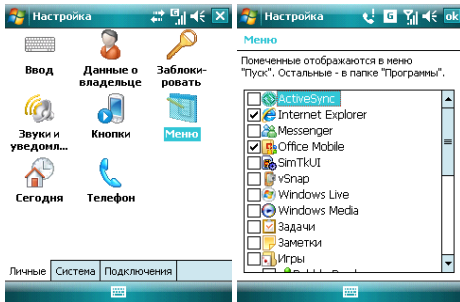 Настройка
Ввод
Данные о
владельце
Заблоки-
ровать
Звуки и
уведомл...
Кнопки
Меню
Сегодня
Телефон
Личные Система Подключения
Настройка G ok
Меню
Помеченные отображаются в меню
"Пуск". Остальные - в папке "Программы".
ActiveSync
Internet Explorer
Messenger
Office Mobile
SimTkUI
vSnap
Windows Live
Windows Media
Задачи
Заметки
Игры